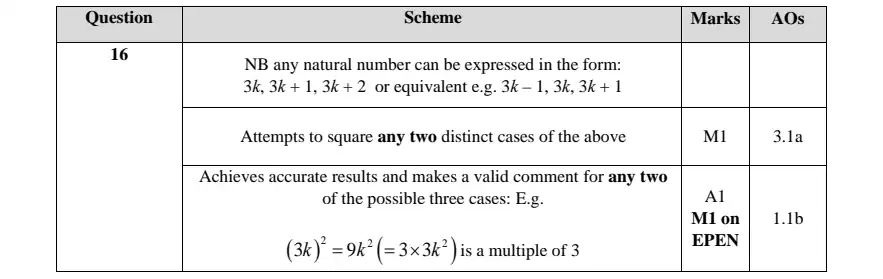 Question Scheme Marks AOs
16
NB any natural number can be expressed in the form:
3k, 3k + 1, 3k + 2 or equivalent e.g. 3k – 1, 3k, 3k + 1
Attempts to square any two distinct cases of the above M1 3.1a
Achieves accurate results and makes a valid comment for any two
of the possible three cases: E.g.
(3k)² = 9k² (= 3 × 3k²) is a multiple of 3
A1
M1 on
EPEN
1.1b